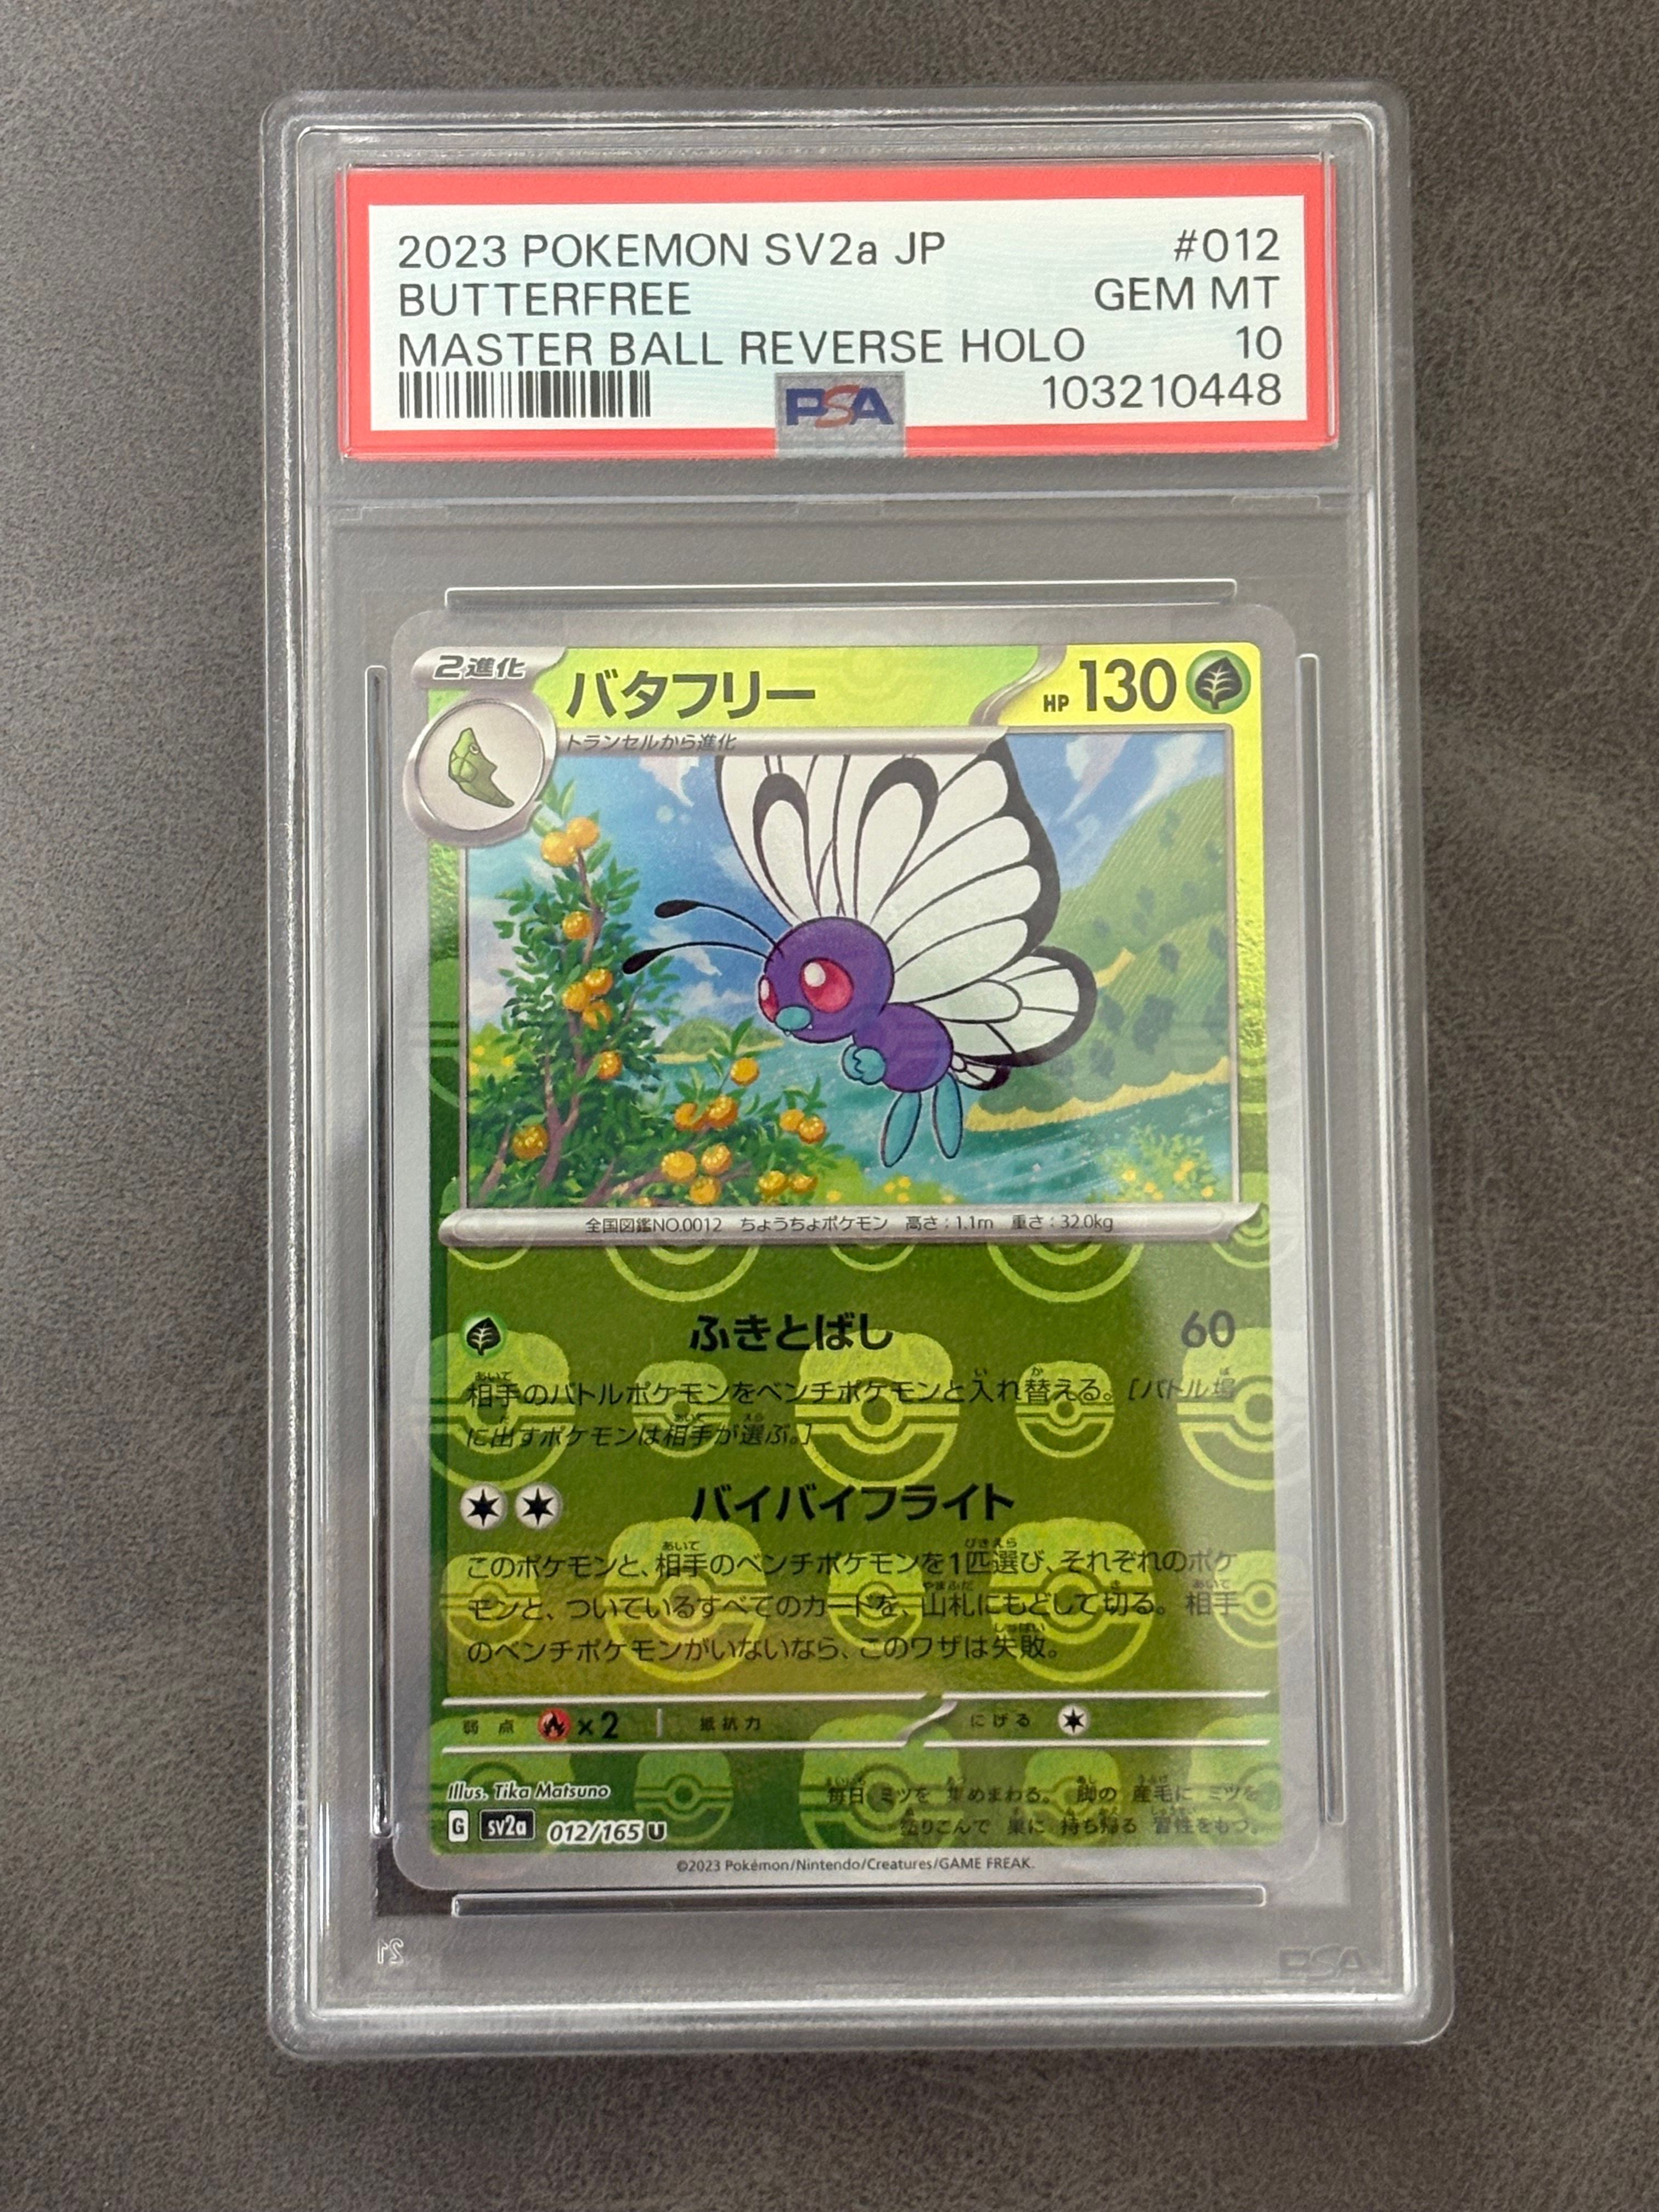 2023 POKEMON SV2a JP #012
BUTTERFREE GEM MT
MASTER BALL REVERSE HOLO 10
PSA 103210448
2進化 バタフリー HP 130
トランセルから進化
全国図鑑NO.0012 ちょうちょポケモン 高さ:1.1m 重さ:32.0kg
ふきとばし 60
相手のバトルポケモンをベンチポケモンと入れ替える。[バトル場
に出すポケモンは相手が選ぶ。]
バイバイフライト
このポケモンと、相手のベンチポケモンを1匹選び、それぞれのポケ
モンと、ついているすべてのカードを、山札にもどして切る。相手
のベンチポケモンがいないなら、このワザは失敗。
弱点 ×2 抵抗力 にげる
Illus. Tika Matsuno
毎日 ミツを 集めまわる。 脚の 産毛に ミツを
塗りこんで 巣に 持ち帰る 習性をもつ。
G sv2a 012/165 U
©2023 Pokémon/Nintendo/Creatures/GAME FREAK.
21
PSA